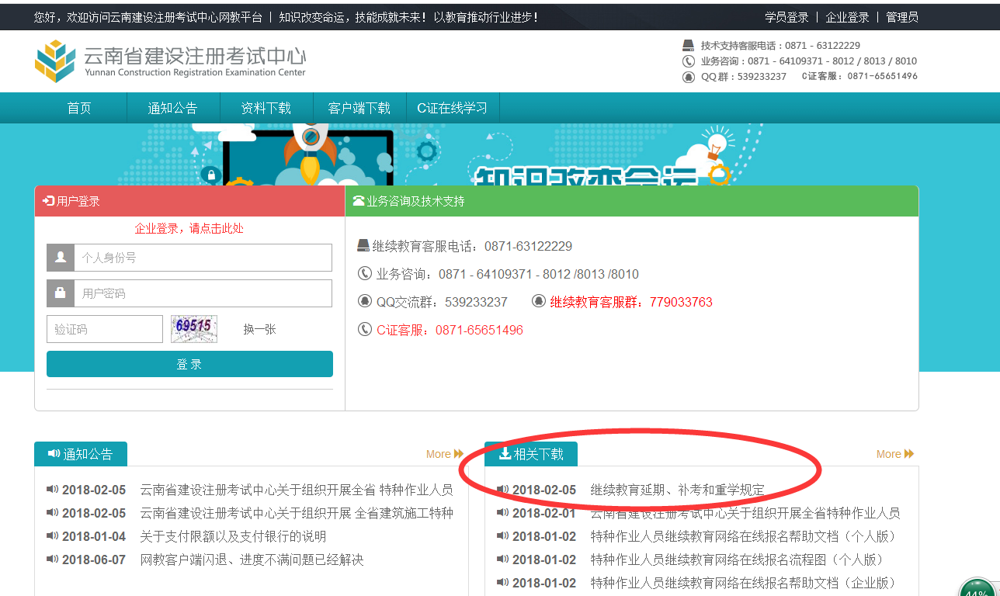 您好，欢迎访问云南建设注册考试中心网教平台 | 知识改变命运，技能成就未来！以教育推动行业进步！
学员登录 | 企业登录 | 管理员
云南省建设注册考试中心
Yunnan Construction Registration Examination Center
技术支持客服电话：0871 - 63122229
业务咨询：0871 - 64109371 - 8012 / 8013 / 8010
QQ 群：539233237 C证客服：0871-65651496
首页 通知公告 资料下载 客户端下载 C证在线学习
知识改变命运
用户登录
企业登录，请点击此处
个人身份号
用户密码
验证码 69515 换一张
登 录
业务咨询及技术支持
继续教育客服电话：0871-63122229
业务咨询：0871 - 64109371 - 8012 /8013 /8010
QQ交流群：539233237 继续教育客服群：779033763
C证客服：0871-65651496
通知公告 More
2018-02-05 云南省建设注册考试中心关于组织开展全省 特种作业人员
2018-02-05 云南省建设注册考试中心关于组织开展 全省建筑施工特种
2018-01-04 关于支付限额以及支付银行的说明
2018-06-07 网教客户端闪退、进度不满问题已经解决
相关下载 More
2018-02-05 继续教育延期、补考和重学规定
2018-02-01 云南省建设注册考试中心关于组织开展全省特种作业人员
2018-01-02 特种作业人员继续教育网络在线报名帮助文档（个人版）
2018-01-02 特种作业人员继续教育网络在线报名流程图（个人版）
2018-01-02 特种作业人员继续教育网络在线报名帮助文档（企业版）
44%